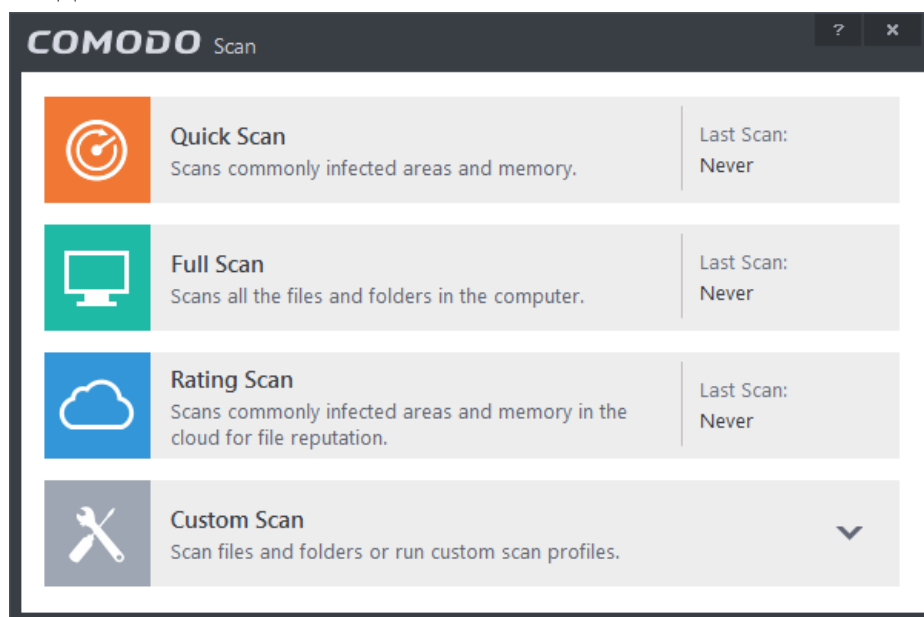 COMODO Scan
? ×
Quick Scan
Scans commonly infected areas and memory.
Last Scan:
Never
Full Scan
Scans all the files and folders in the computer.
Last Scan:
Never
Rating Scan
Scans commonly infected areas and memory in the
cloud for file reputation.
Last Scan:
Never
Custom Scan
Scan files and folders or run custom scan profiles.